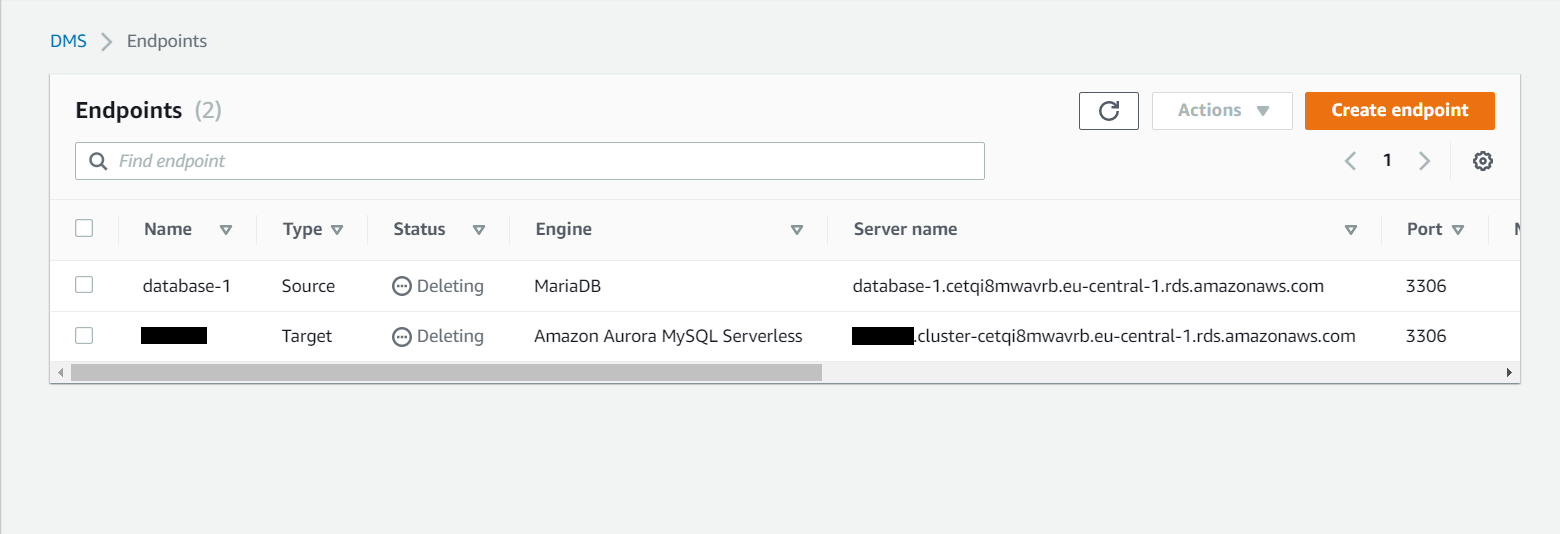 DMS > Endpoints
Endpoints (2)
Actions
Create endpoint
Find endpoint
1
Name Type Status Engine Server name Port
database-1 Source Deleting MariaDB database-1.cetqi8mwavrb.eu-central-1.rds.amazonaws.com 3306
Target Deleting Amazon Aurora MySQL Serverless .cluster-cetqi8mwavrb.eu-central-1.rds.amazonaws.com 3306